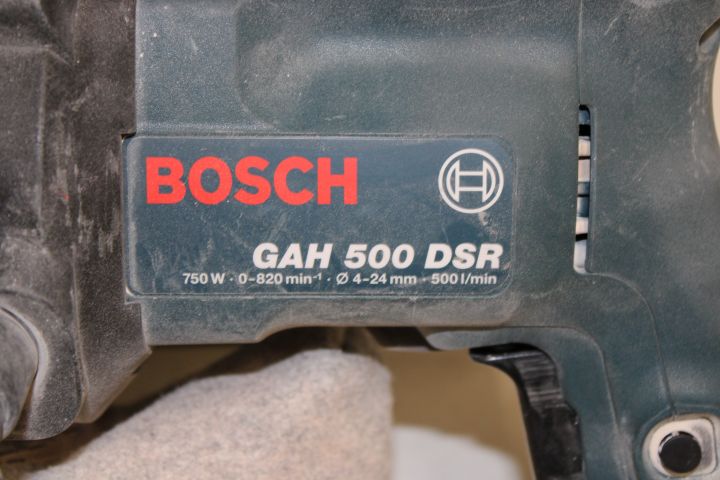 BOSCH
GAH 500 DSR
750 W · 0-820 min⁻¹ · Ø 4-24 mm · 500 l/min